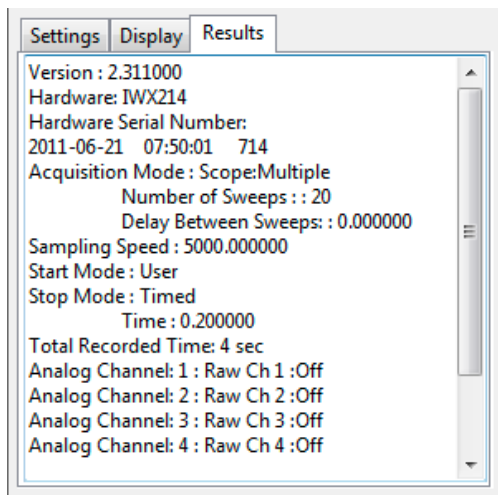 Settings Display Results
Version : 2.311000
Hardware: IWX214
Hardware Serial Number:
2011-06-21 07:50:01 714
Acquisition Mode : Scope:Multiple
Number of Sweeps : : 20
Delay Between Sweeps: : 0.000000
Sampling Speed : 5000.000000
Start Mode : User
Stop Mode : Timed
Time : 0.200000
Total Recorded Time: 4 sec
Analog Channel: 1 : Raw Ch 1 :Off
Analog Channel: 2 : Raw Ch 2 :Off
Analog Channel: 3 : Raw Ch 3 :Off
Analog Channel: 4 : Raw Ch 4 :Off